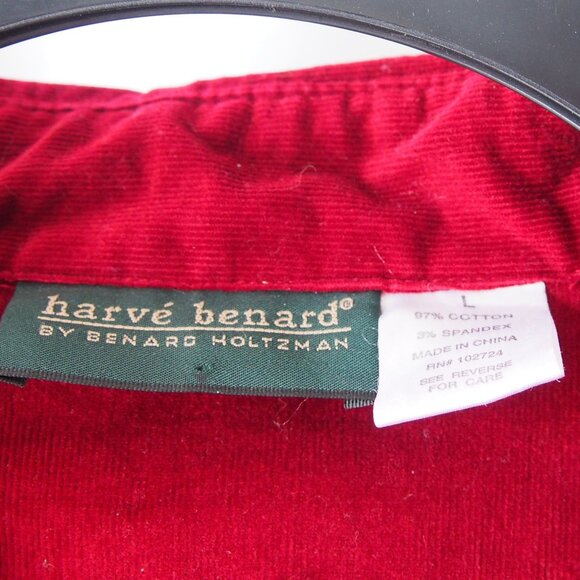 harvé benard®
BY BENARD HOLTZMAN
L
97% COTTON
3% SPANDEX
MADE IN CHINA
RN# 102724
SEE REVERSE
FOR CARE